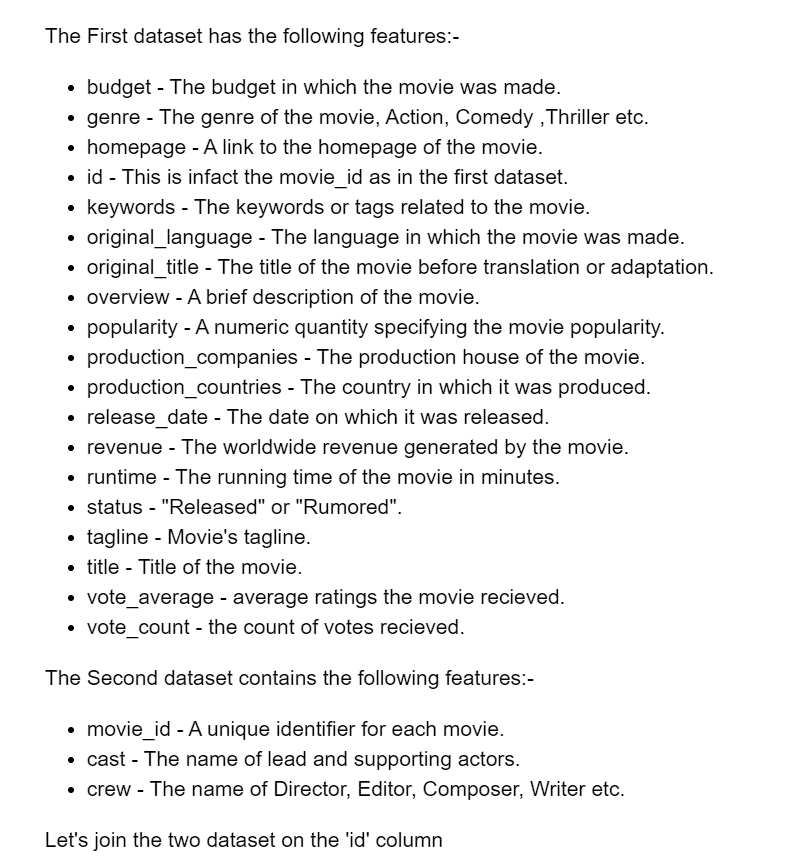 The First dataset has the following features:-
• budget - The budget in which the movie was made.
• genre - The genre of the movie, Action, Comedy ,Thriller etc.
• homepage - A link to the homepage of the movie.
• id - This is infact the movie_id as in the first dataset.
• keywords - The keywords or tags related to the movie.
• original_language - The language in which the movie was made.
• original_title - The title of the movie before translation or adaptation.
• overview - A brief description of the movie.
• popularity - A numeric quantity specifying the movie popularity.
• production_companies - The production house of the movie.
• production_countries - The country in which it was produced.
• release_date - The date on which it was released.
• revenue - The worldwide revenue generated by the movie.
• runtime - The running time of the movie in minutes.
• status - "Released" or "Rumored".
• tagline - Movie's tagline.
• title - Title of the movie.
• vote_average - average ratings the movie recieved.
• vote_count - the count of votes recieved.
The Second dataset contains the following features:-
• movie_id - A unique identifier for each movie.
• cast - The name of lead and supporting actors.
• crew - The name of Director, Editor, Composer, Writer etc.
Let's join the two dataset on the 'id' column